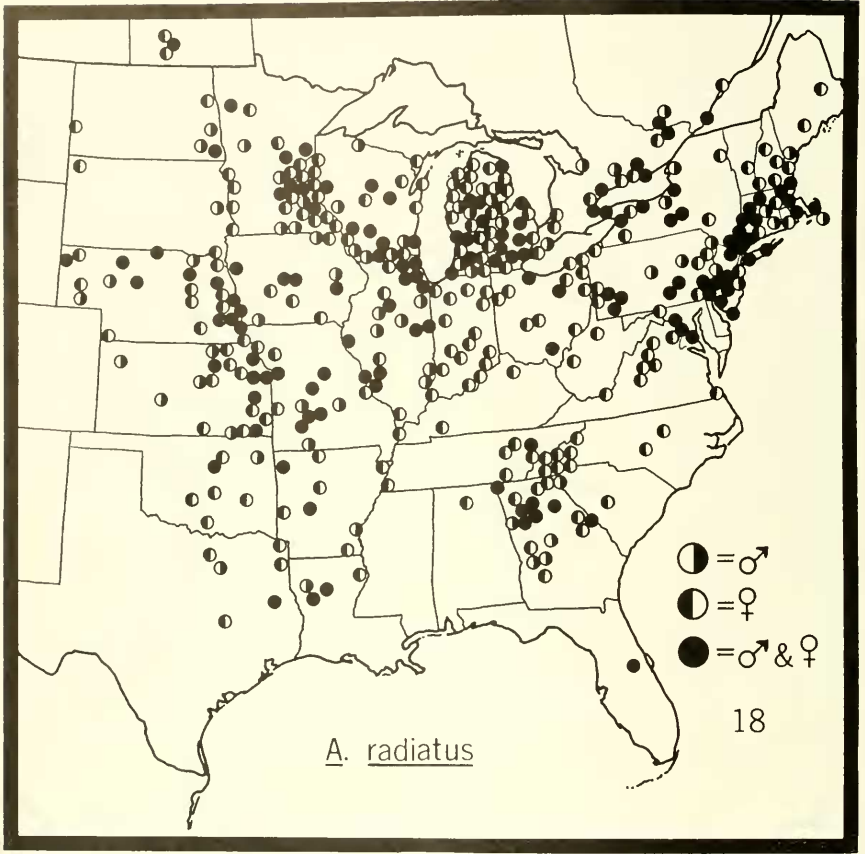 =♂
=♀
=♂&♀
18
A. radiatus